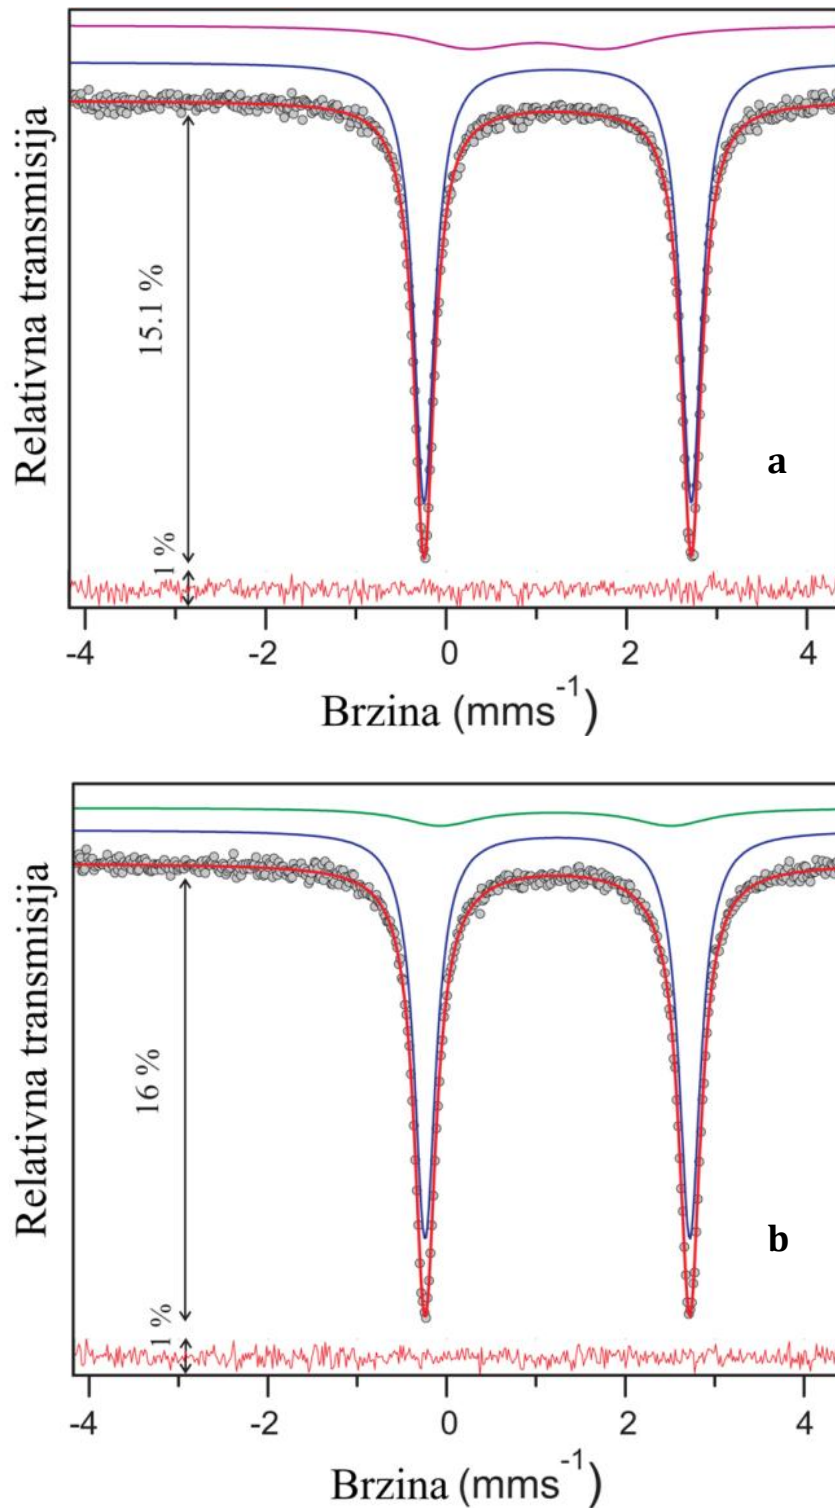 Relativna transmisija
15.1 %
1 %
a
-4 -2 0 2 4
Brzina (mms⁻¹)
Relativna transmisija
16 %
1 %
b
-4 -2 0 2 4
Brzina (mms⁻¹)